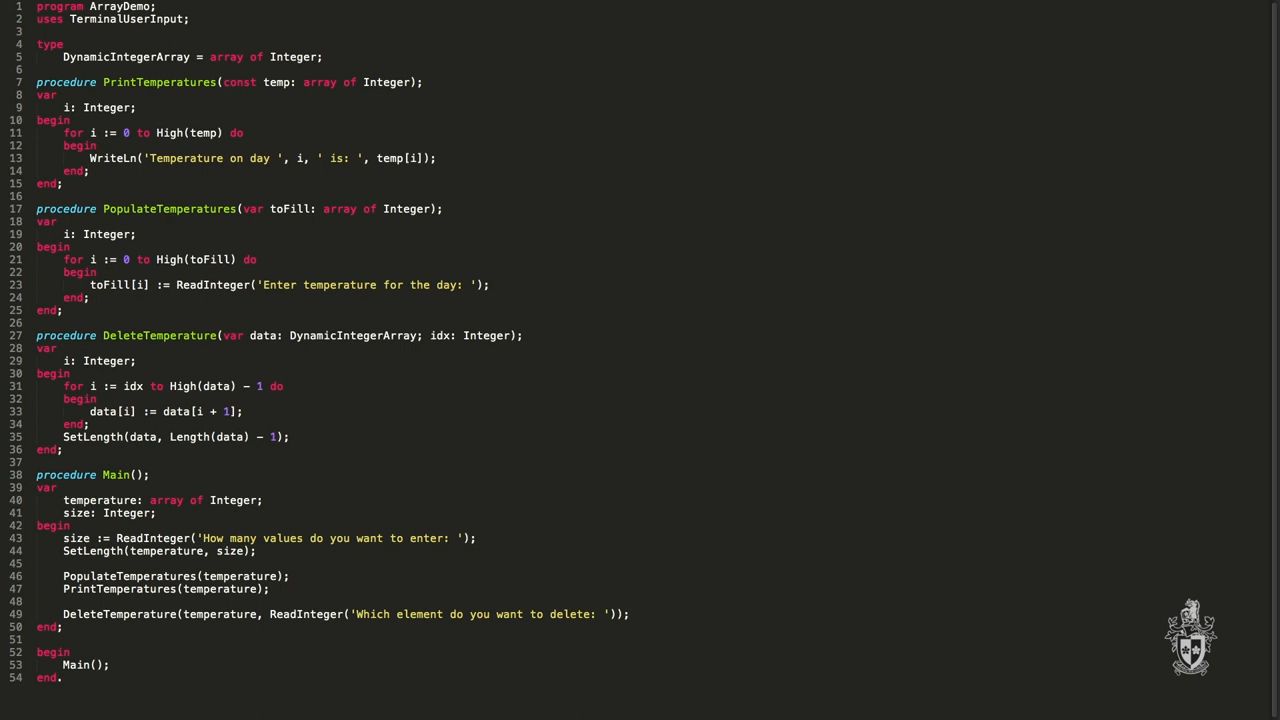 1 program ArrayDemo;
2 uses TerminalUserInput;
3
4 type
5     DynamicIntegerArray = array of Integer;
6
7 procedure PrintTemperatures(const temp: array of Integer);
8 var
9     i: Integer;
10 begin
11     for i := 0 to High(temp) do
12     begin
13         WriteLn('Temperature on day ', i, ' is: ', temp[i]);
14     end;
15 end;
16
17 procedure PopulateTemperatures(var toFill: array of Integer);
18 var
19     i: Integer;
20 begin
21     for i := 0 to High(toFill) do
22     begin
23         toFill[i] := ReadInteger('Enter temperature for the day: ');
24     end;
25 end;
26
27 procedure DeleteTemperature(var data: DynamicIntegerArray; idx: Integer);
28 var
29     i: Integer;
30 begin
31     for i := idx to High(data) - 1 do
32     begin
33         data[i] := data[i + 1];
34     end;
35     SetLength(data, Length(data) - 1);
36 end;
37
38 procedure Main();
39 var
40     temperature: array of Integer;
41     size: Integer;
42 begin
43     size := ReadInteger('How many values do you want to enter: ');
44     SetLength(temperature, size);
45
46     PopulateTemperatures(temperature);
47     PrintTemperatures(temperature);
48
49     DeleteTemperature(temperature, ReadInteger('Which element do you want to delete: '));
50 end;
51
52 begin
53     Main();
54 end.